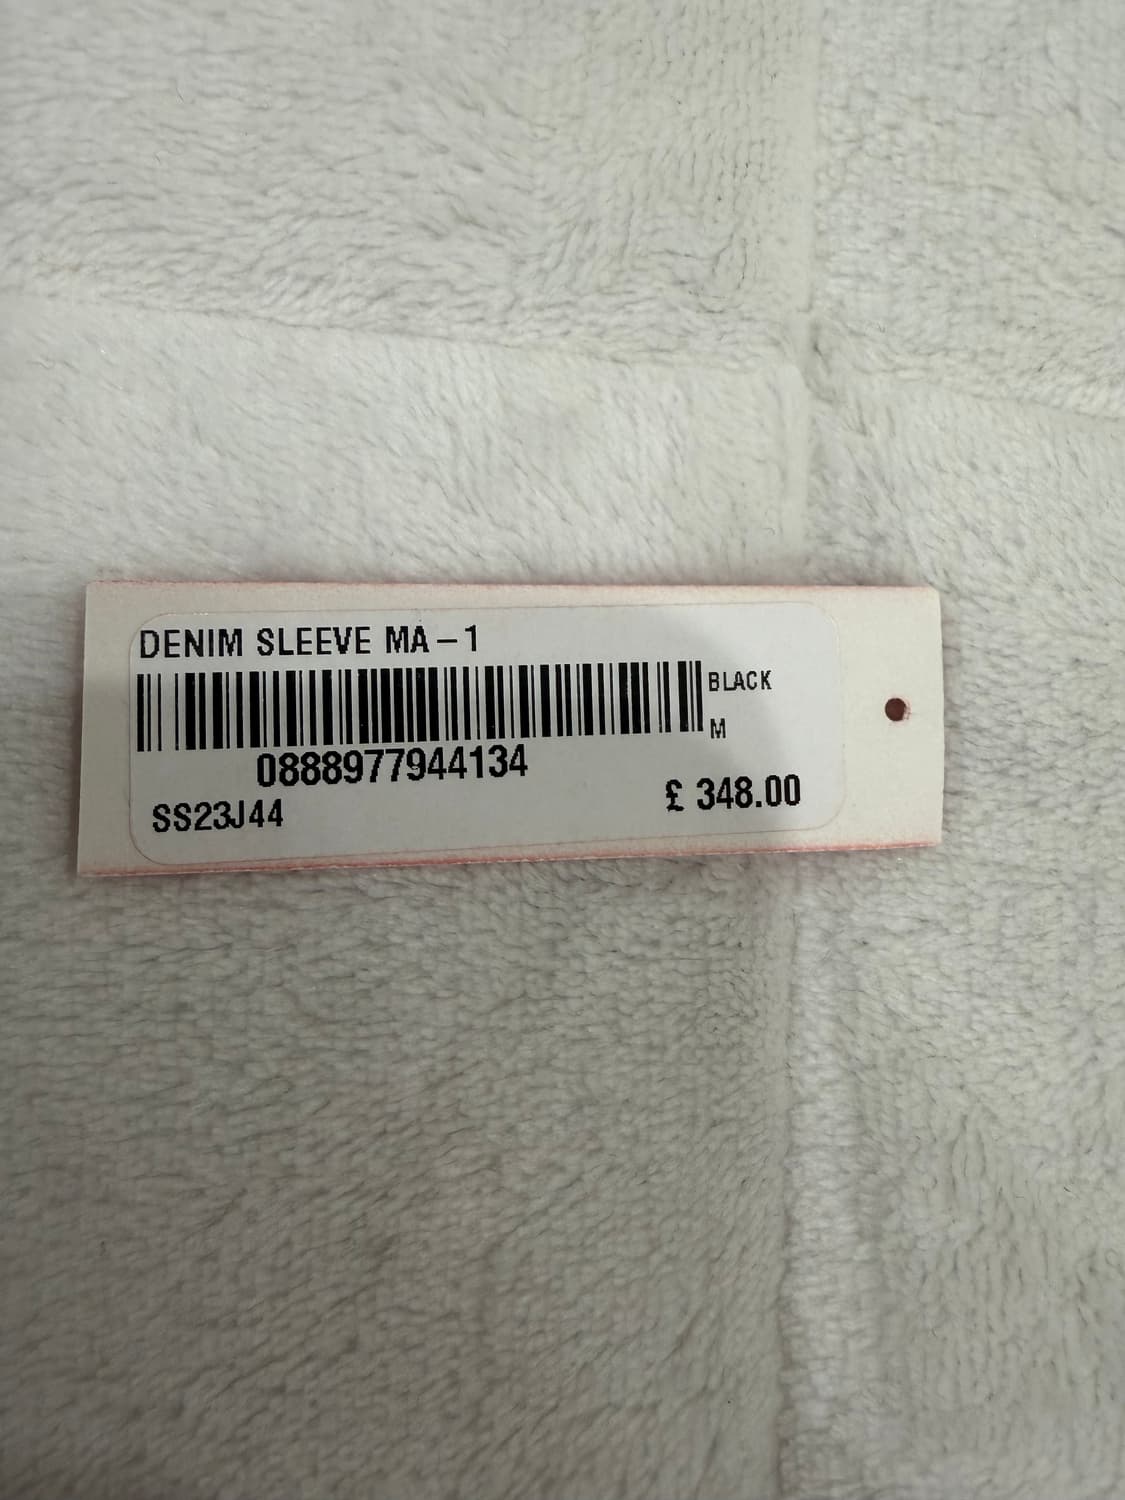 DENIM SLEEVE MA-1
BLACK
M
0888977944134
SS23J44
£ 348.00